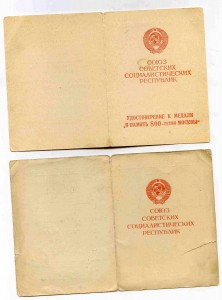 СОЮЗ
СОВЕТСКИХ
СОЦИАЛИСТИЧЕСКИХ
РЕСПУБЛИК
УДОСТОВЕРЕНИЕ К МЕДАЛИ
„В ПАМЯТЬ 800-ЛЕТИЯ МОСКВЫ“
СОЮЗ
СОВЕТСКИХ
СОЦИАЛИСТИЧЕСКИХ
РЕСПУБЛИК